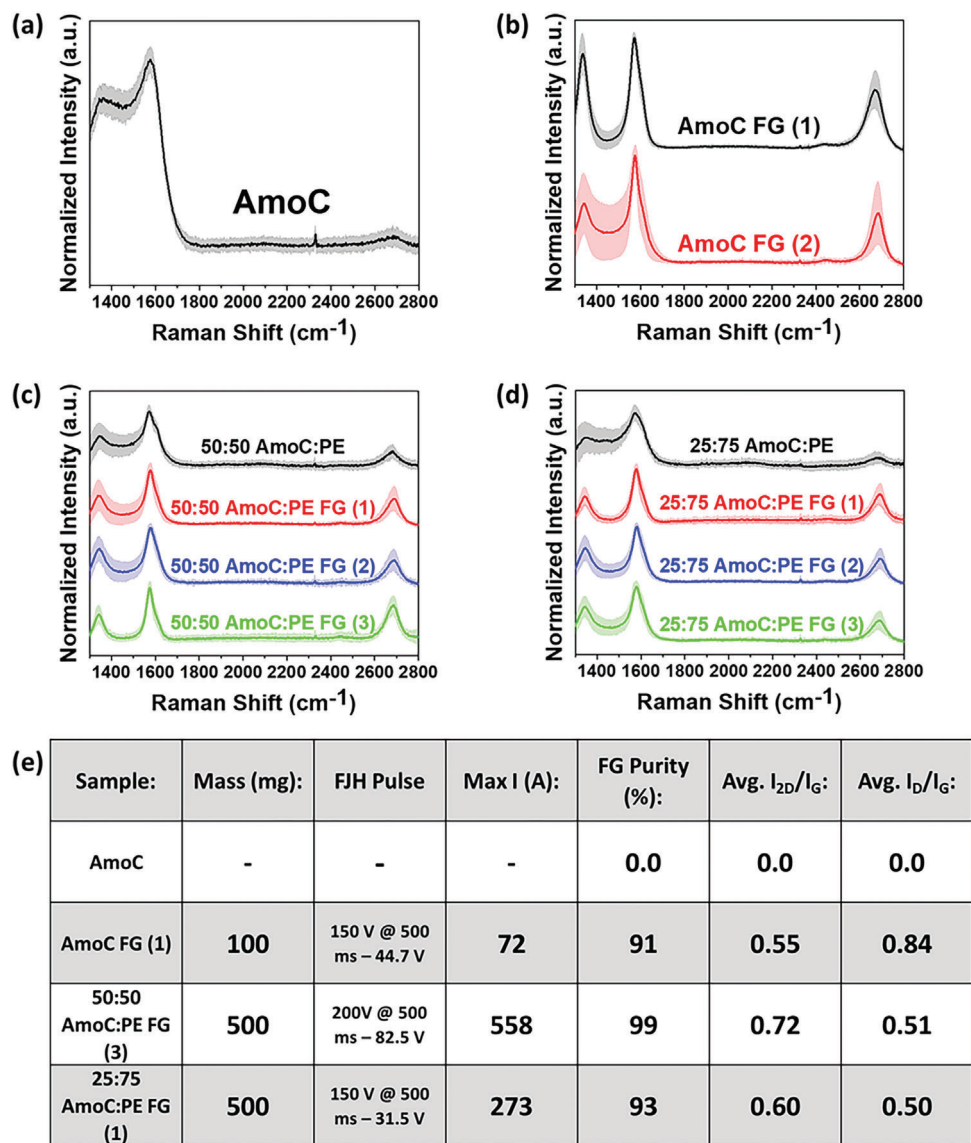 (a)
Normalized Intensity (a.u.)
AmoC
1400 1600 1800 2000 2200 2400 2600 2800
Raman Shift (cm-1)
(b)
Normalized Intensity (a.u.)
AmoC FG (1)
AmoC FG (2)
1400 1600 1800 2000 2200 2400 2600 2800
Raman Shift (cm-1)
(c)
Normalized Intensity (a.u.)
50:50 AmoC:PE
50:50 AmoC:PE FG (1)
50:50 AmoC:PE FG (2)
50:50 AmoC:PE FG (3)
1400 1600 1800 2000 2200 2400 2600 2800
Raman Shift (cm-1)
(d)
Normalized Intensity (a.u.)
25:75 AmoC:PE
25:75 AmoC:PE FG (1)
25:75 AmoC:PE FG (2)
25:75 AmoC:PE FG (3)
1400 1600 1800 2000 2200 2400 2600 2800
Raman Shift (cm-1)
(e)
Sample: Mass (mg): FJH Pulse Max I (A): FG Purity (%): Avg. I2D/IG: Avg. ID/IG:
AmoC - - - 0.0 0.0 0.0
AmoC FG (1) 100 150 V @ 500 ms – 44.7 V 72 91 0.55 0.84
50:50 AmoC:PE FG (3) 500 200V @ 500 ms – 82.5 V 558 99 0.72 0.51
25:75 AmoC:PE FG (1) 500 150 V @ 500 ms – 31.5 V 273 93 0.60 0.50